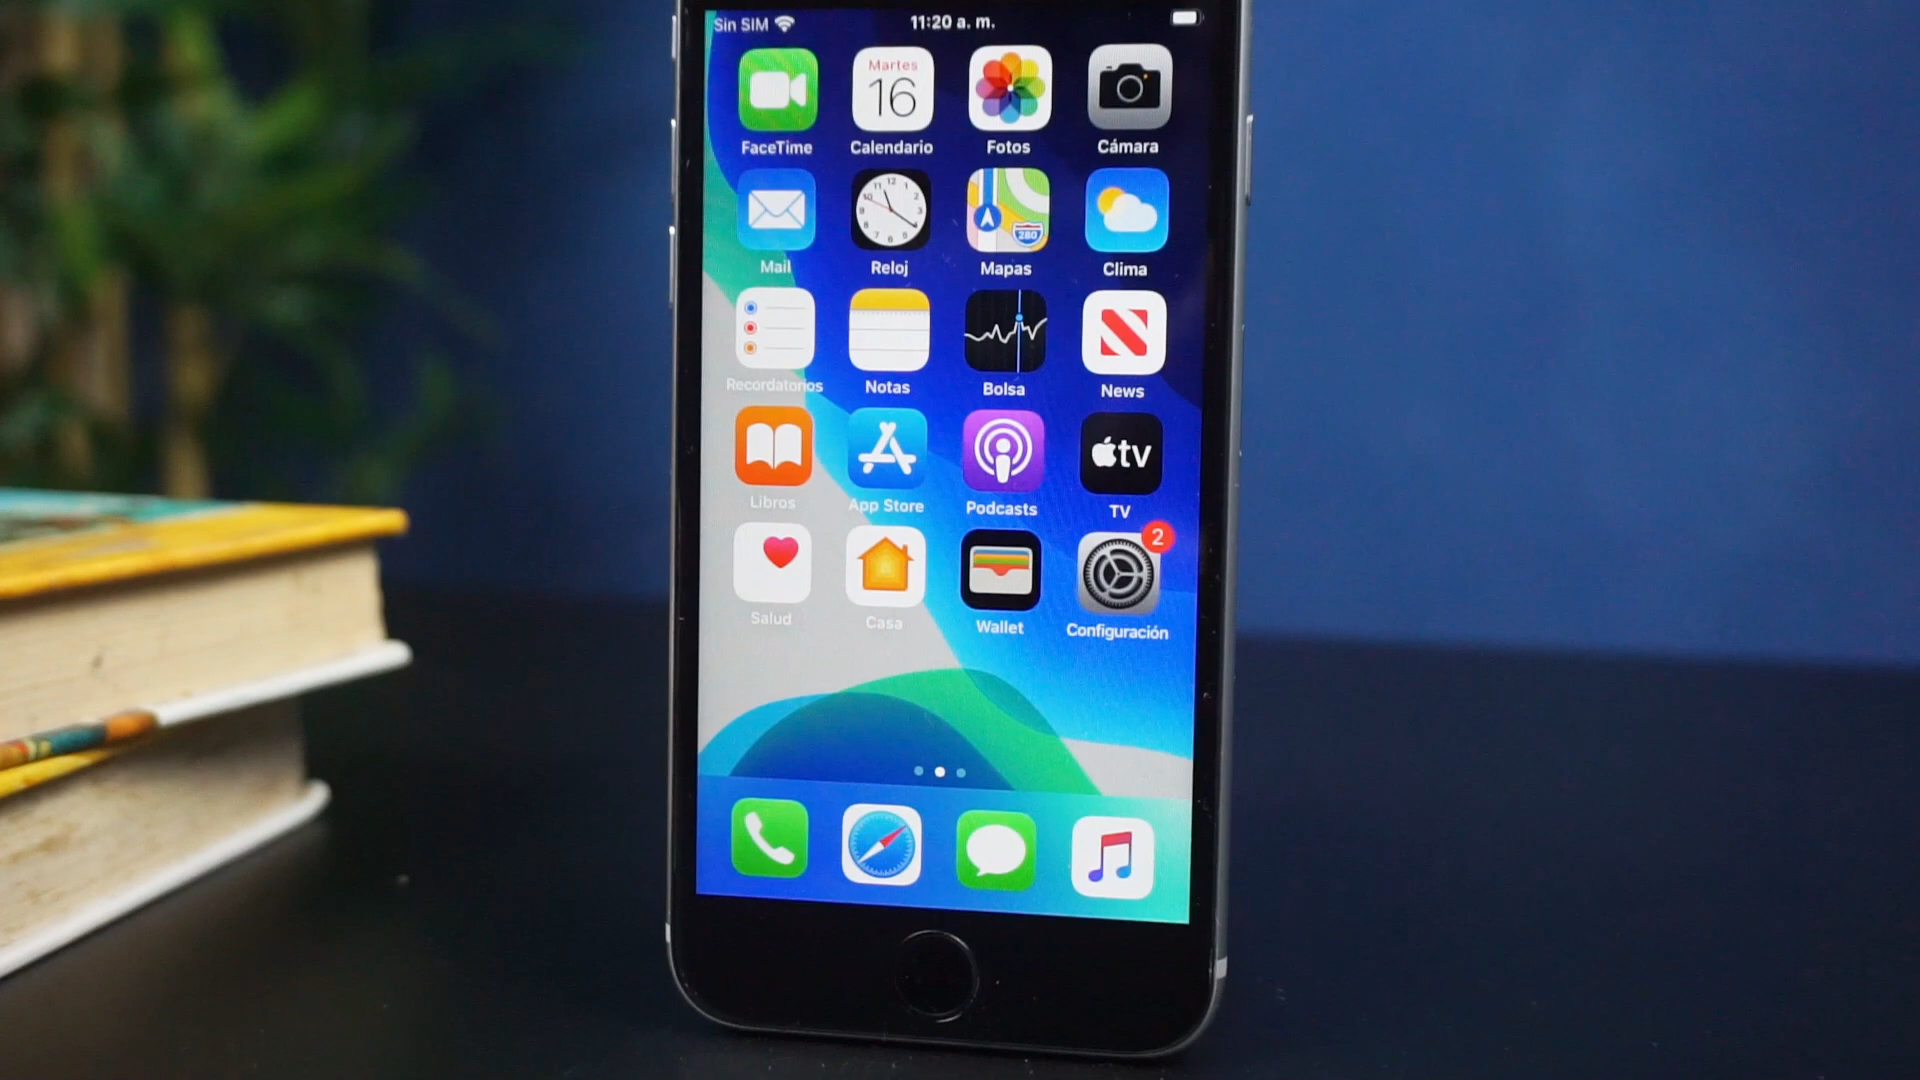 Sin SIM 11:20 a. m.
Martes
16
FaceTime Calendario Fotos Cámara
280
Mail Reloj Mapas Clima
Recordatorios Notas Bolsa News
tv
Libros App Store Podcasts TV
2
Salud Casa Wallet Configuración